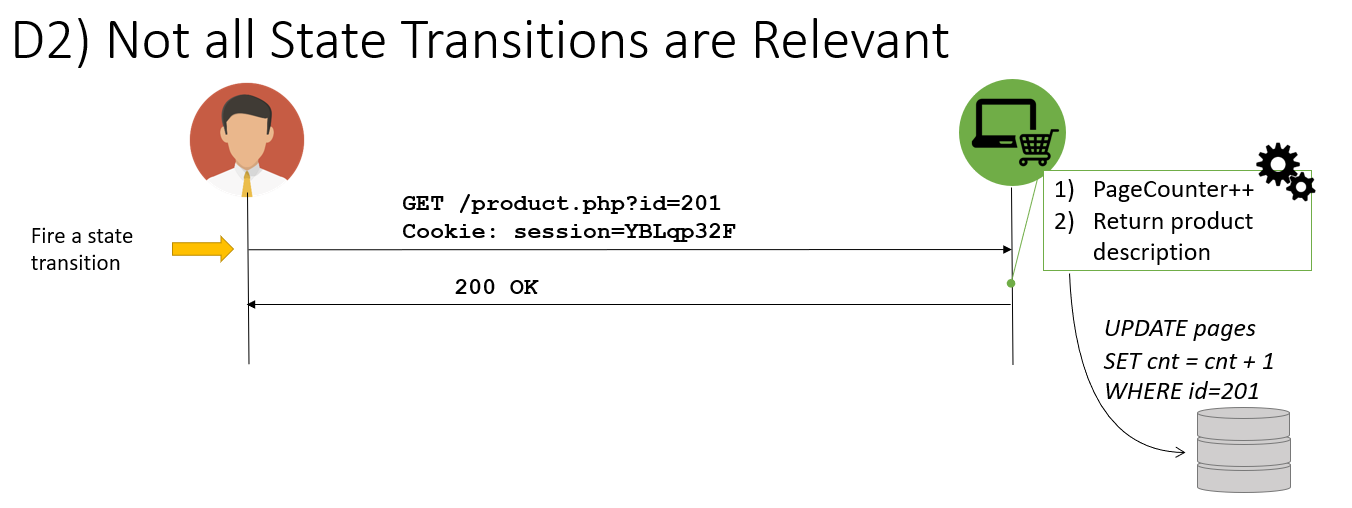 D2) Not all State Transitions are Relevant
GET /product.php?id=201
Cookie: session=YBLqp32F
Fire a state
transition
200 OK
1) PageCounter++
2) Return product
description
UPDATE pages
SET cnt = cnt + 1
WHERE id=201